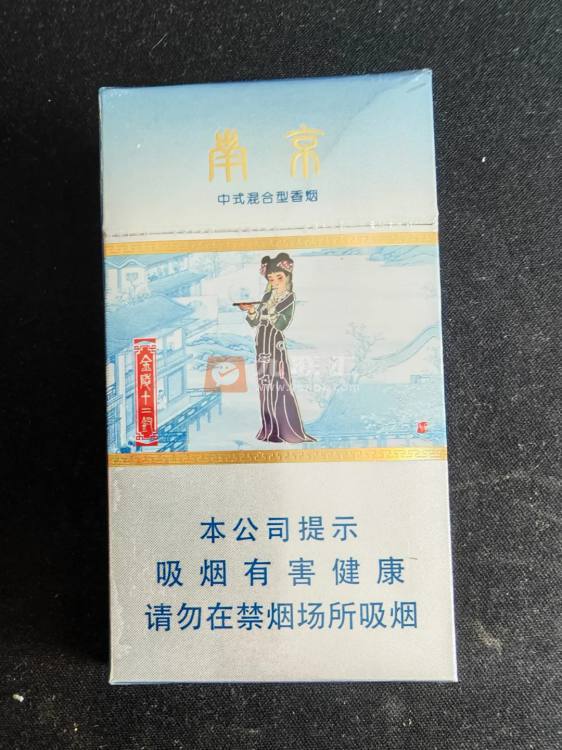 南京
中式混合型香烟
金陵十二钗
本公司提示
吸烟有害健康
请勿在禁烟场所吸烟